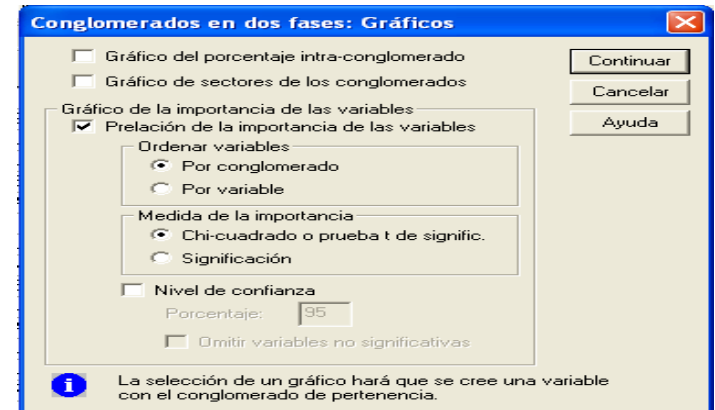 Conglomerados en dos fases: Gráficos
Gráfico del porcentaje intra-conglomerado
Continuar
Gráfico de sectores de los conglomerados
Cancelar
Gráfico de la importancia de las variables
Prelación de la importancia de las variables
Ayuda
Ordenar variables
Por conglomerado
Por variable
Medida de la importancia
Chi-cuadrado o prueba t de signific.
Significación
Nivel de confianza
Porcentaje: 95
Omitir variables no significativas
La selección de un gráfico hará que se cree una variable
con el conglomerado de pertenencia.